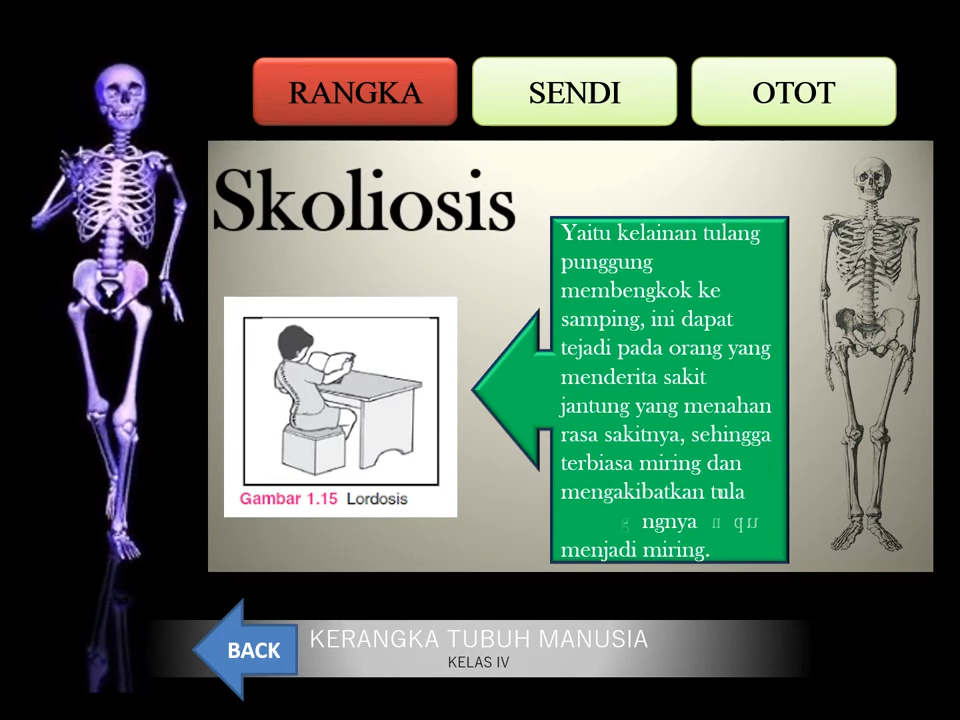 RANGKA
SENDI
OTOT
Skoliosis
Yaitu kelainan tulang
punggung
membengkok ke
samping, ini dapat
tejadi pada orang yang
menderita sakit
jantung yang menahan
rasa sakitnya, sehingga
terbiasa miring dan
mengakibatkan tula
ngnya
menjadi miring.
Gambar 1.15 Lordosis
BACK
KERANGKA TUBUH MANUSIA
KELAS IV